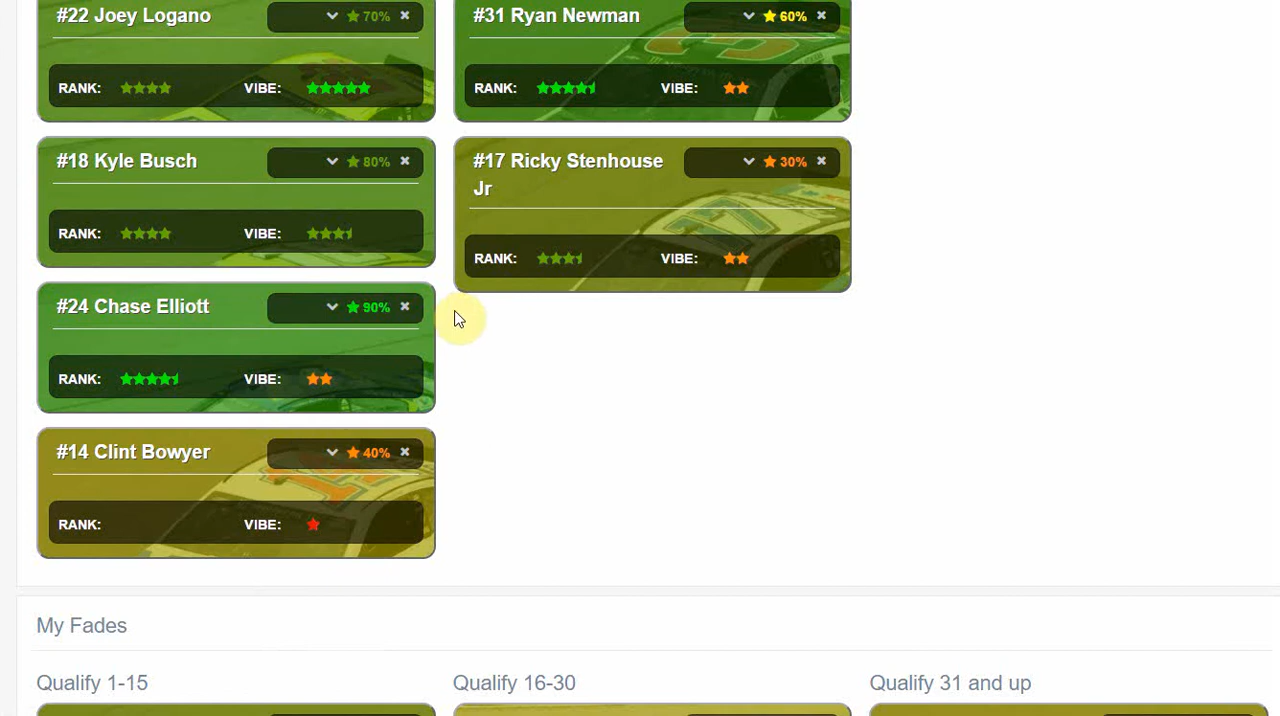 #22 Joey Logano
70%
RANK:
VIBE:
#31 Ryan Newman
60%
RANK:
VIBE:
#18 Kyle Busch
80%
RANK:
VIBE:
#17 Ricky Stenhouse
Jr
30%
RANK:
VIBE:
#24 Chase Elliott
90%
RANK:
VIBE:
#14 Clint Bowyer
40%
RANK:
VIBE:
My Fades
Qualify 1-15
Qualify 16-30
Qualify 31 and up